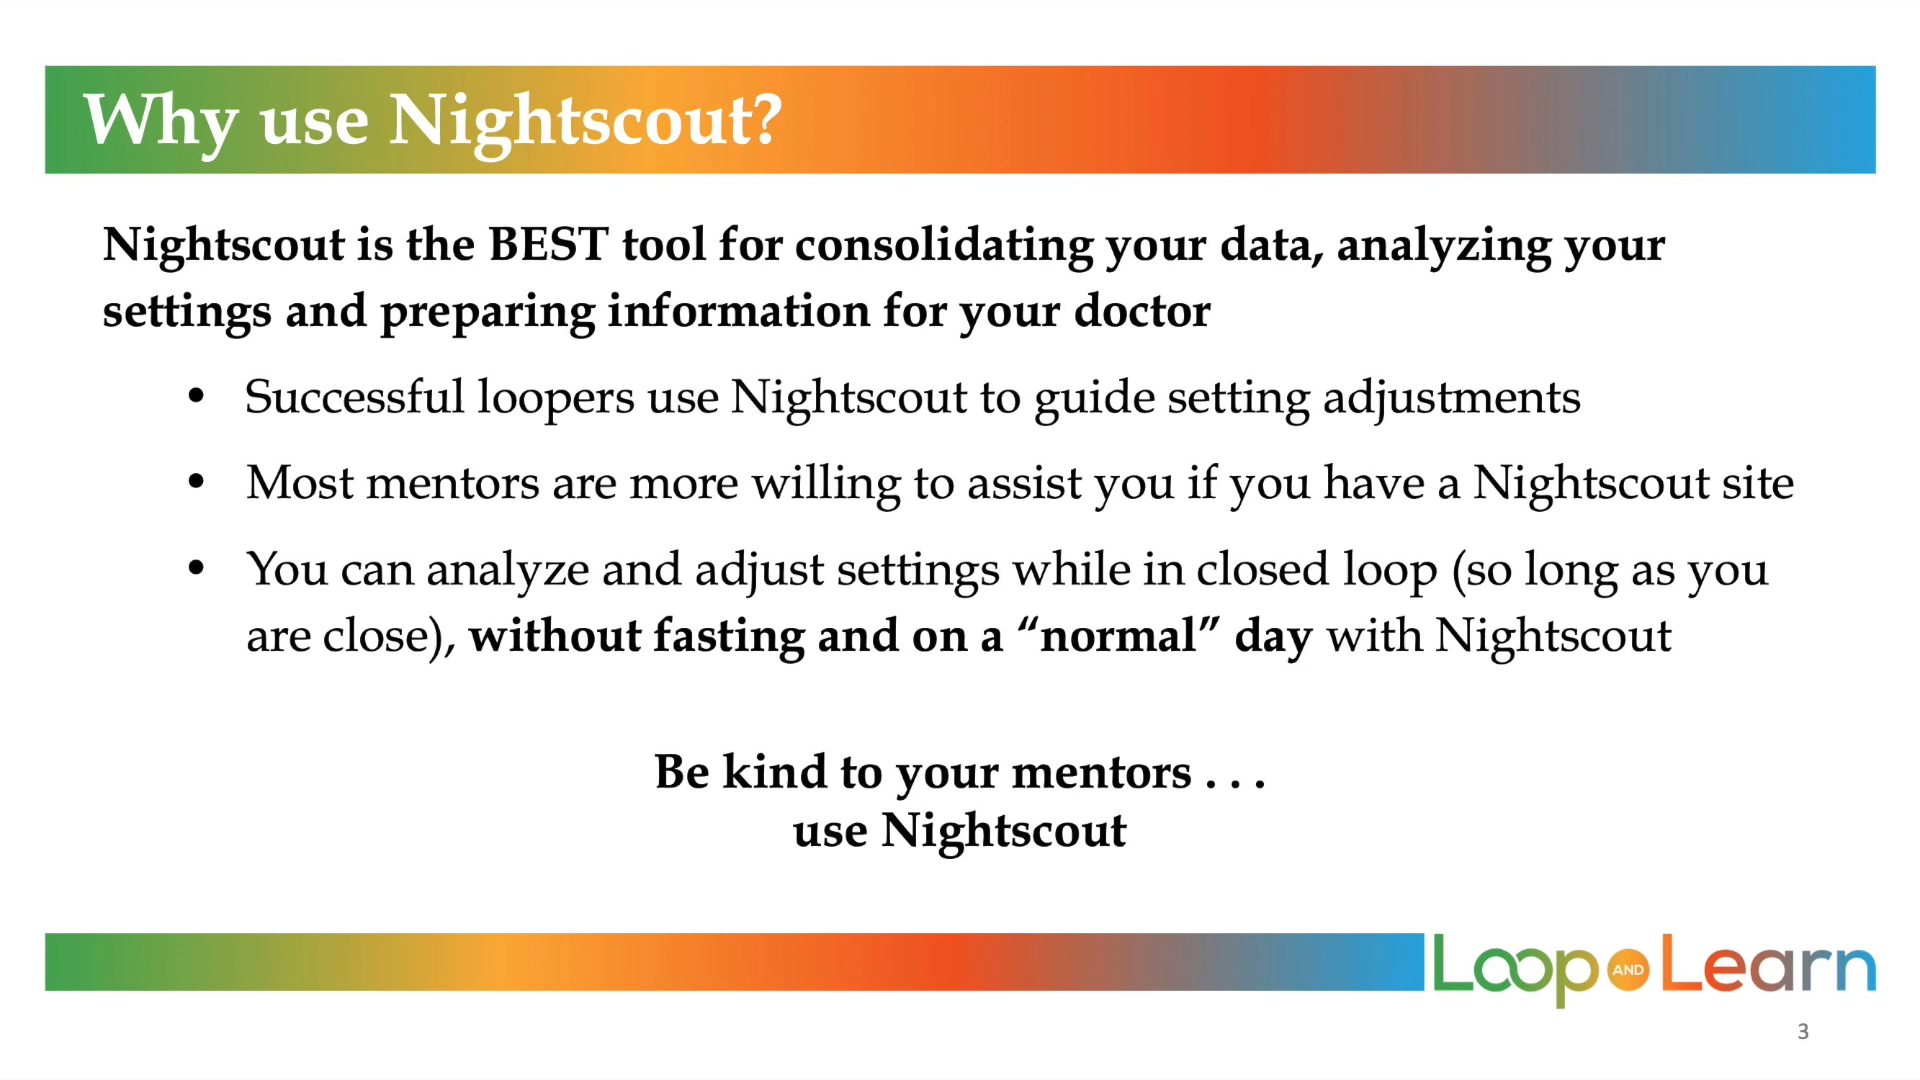 Why use Nightscout?
Nightscout is the BEST tool for consolidating your data, analyzing your
settings and preparing information for your doctor
• Successful loopers use Nightscout to guide setting adjustments
• Most mentors are more willing to assist you if you have a Nightscout site
• You can analyze and adjust settings while in closed loop (so long as you
are close), without fasting and on a “normal” day with Nightscout
Be kind to your mentors . . .
use Nightscout
Loop AND Learn
3